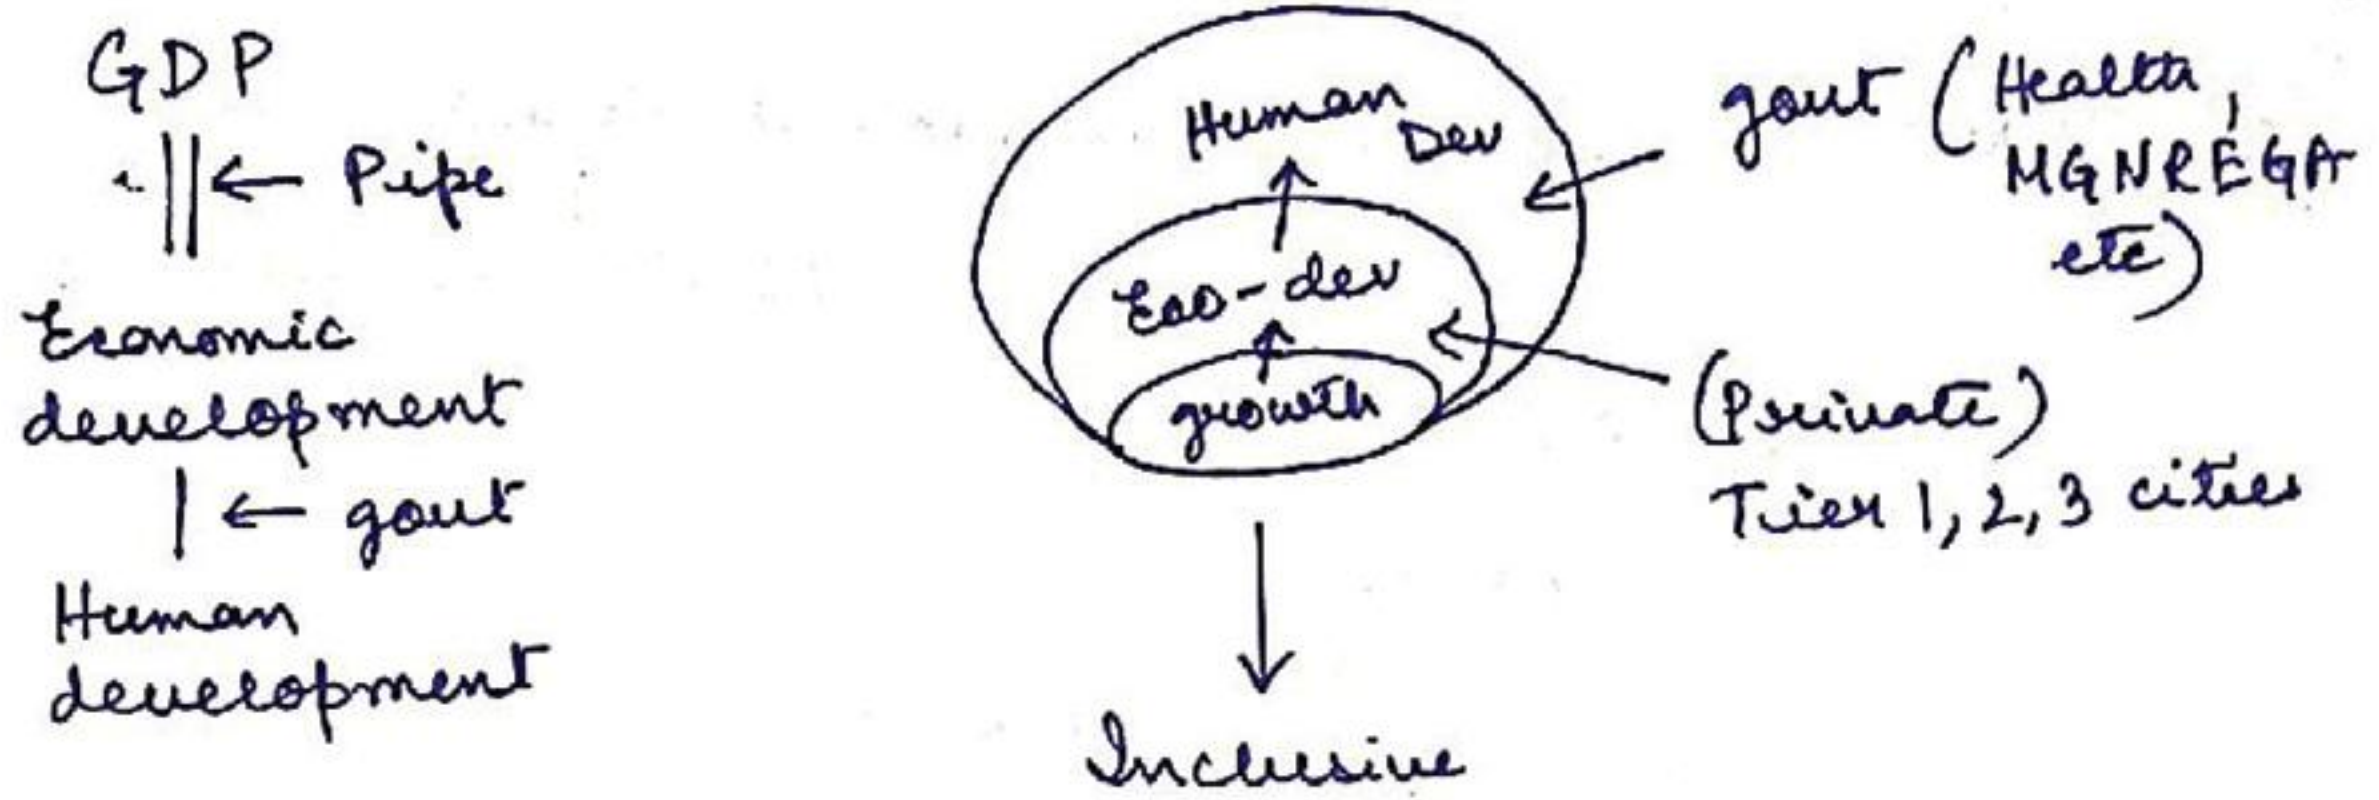 GDP
← Pipe
Economic
development
← govt
Human
development
Human
Dev
Eco-dev
growth
Inclusive
govt (Health,
MGNREGA
etc)
(Private)
Tier 1, 2, 3 cities